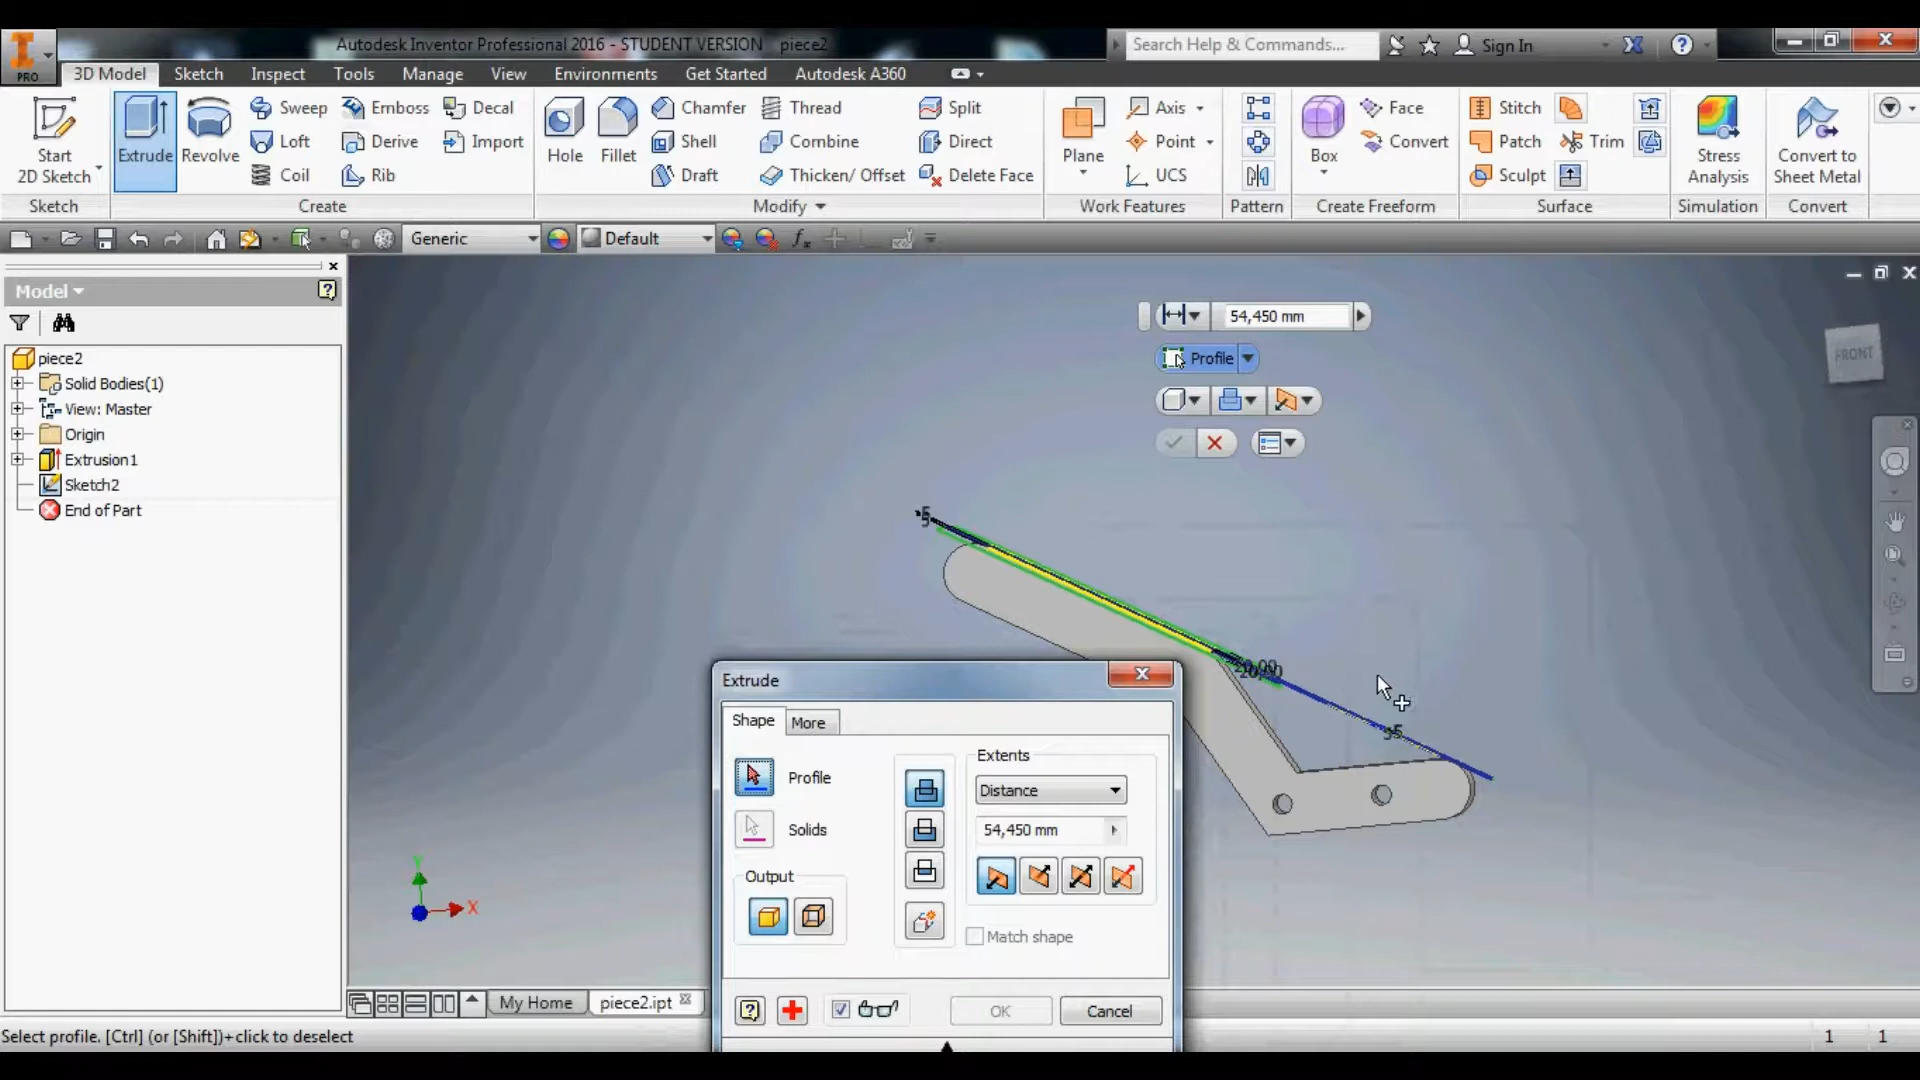 Autodesk Inventor Professional 2016 - STUDENT VERSION piece2
Search Help & Commands...
Sign In
PRO
3D Model Sketch Inspect Tools Manage View Environments Get Started Autodesk A360
Start
2D Sketch
Extrude
Revolve
Sweep
Loft
Coil
Emboss
Derive
Rib
Decal
Import
Hole
Fillet
Chamfer
Shell
Draft
Thread
Combine
Thicken/ Offset
Split
Direct
Delete Face
Plane
Axis
Point
UCS
Box
Face
Convert
Stitch
Patch
Sculpt
Trim
Stress
Analysis
Convert to
Sheet Metal
Sketch Create Modify Work Features Pattern Create Freeform Surface Simulation Convert
Generic Default
Model
piece2
Solid Bodies(1)
View: Master
Origin
Extrusion1
Sketch2
End of Part
54,450 mm
Profile
FRONT
5
20,00
Y
X
Extrude
Shape More
Profile
Solids
Output
Extents
Distance
54,450 mm
Match shape
OK Cancel
My Home piece2.ipt
Select profile. [Ctrl] (or [Shift])+click to deselect
1 1